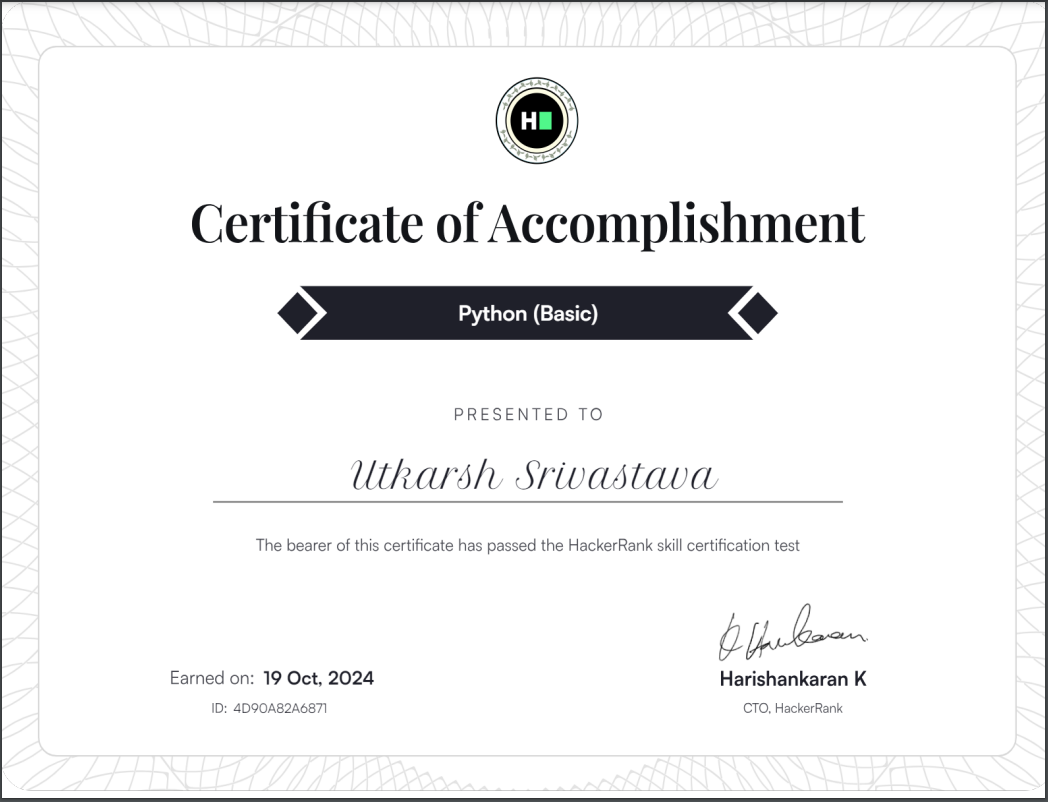 H
Certificate of Accomplishment
Python (Basic)
PRESENTED TO
Utkarsh Srivastava
The bearer of this certificate has passed the HackerRank skill certification test
Earned on: 19 Oct, 2024
ID: 4D90A82A6871
Harishankaran K
CTO, HackerRank